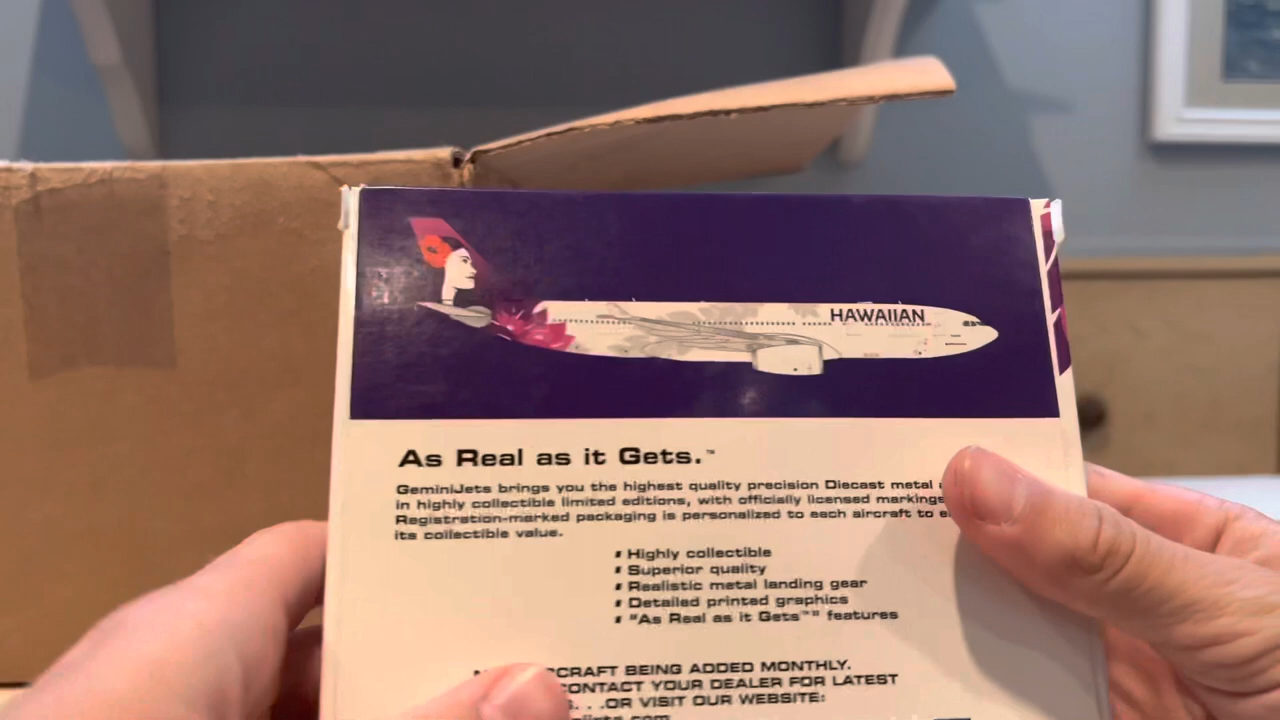 HAWAIIAN
As Real as it Gets.™
GeminiJets brings you the highest quality precision Diecast metal
in highly collectible limited editions, with officially licensed markings
Registration-marked packaging is personalized to each aircraft to
its collectible value.
Highly collectible
Superior quality
Realistic metal landing gear
Detailed printed graphics
"As Real as it Gets™" features
BEING ADDED MONTHLY.
CONTACT YOUR DEALER FOR LATEST
. . .OR VISIT OUR WEBSITE: